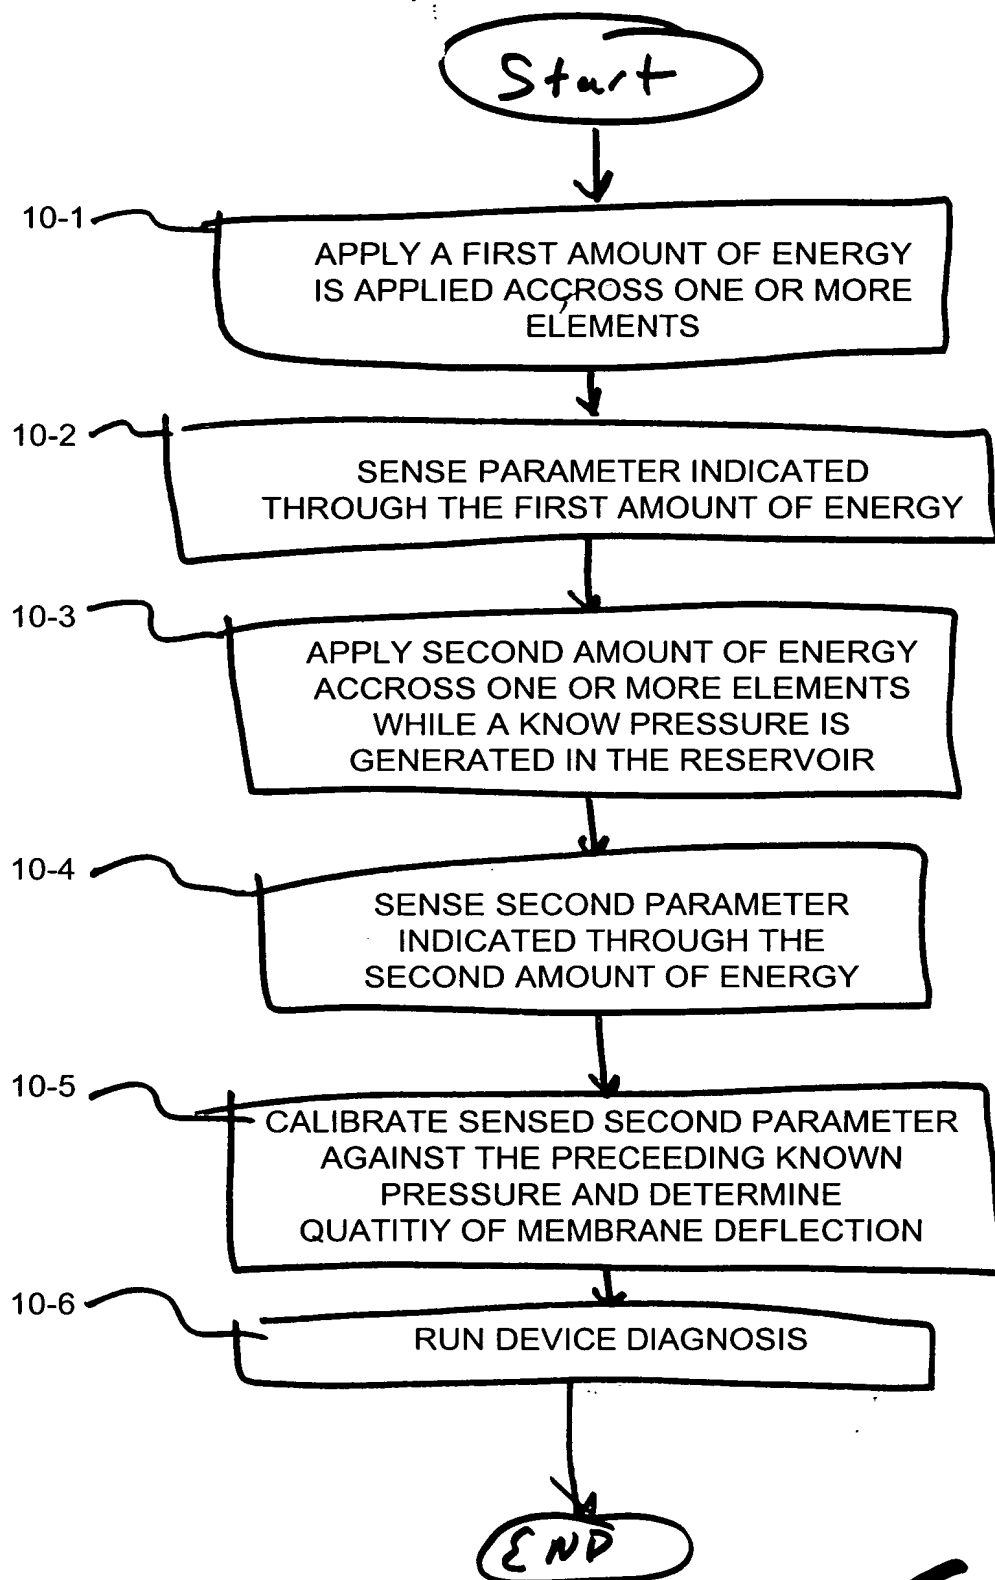 Start
10-1
APPLY A FIRST AMOUNT OF ENERGY
IS APPLIED ACCROSS ONE OR MORE
ELEMENTS
10-2
SENSE PARAMETER INDICATED
THROUGH THE FIRST AMOUNT OF ENERGY
10-3
APPLY SECOND AMOUNT OF ENERGY
ACCROSS ONE OR MORE ELEMENTS
WHILE A KNOW PRESSURE IS
GENERATED IN THE RESERVOIR
10-4
SENSE SECOND PARAMETER
INDICATED THROUGH THE
SECOND AMOUNT OF ENERGY
10-5
CALIBRATE SENSED SECOND PARAMETER
AGAINST THE PRECEEDING KNOWN
PRESSURE AND DETERMINE
QUATITIY OF MEMBRANE DEFLECTION
10-6
RUN DEVICE DIAGNOSIS
END